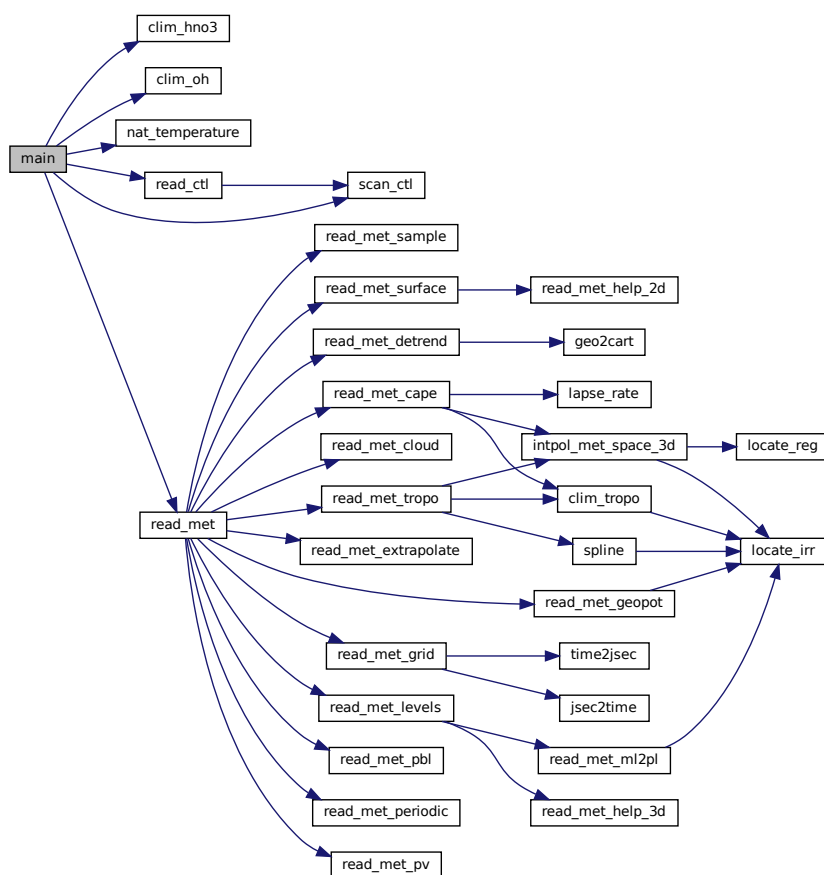 clim_hno3
clim_oh
nat_temperature
main
read_ctl
scan_ctl
read_met_sample
read_met_surface
read_met_help_2d
read_met_detrend
geo2cart
read_met_cape
lapse_rate
read_met_cloud
intpol_met_space_3d
locate_reg
read_met_tropo
clim_tropo
read_met
read_met_extrapolate
spline
locate_irr
read_met_geopot
read_met_grid
time2jsec
read_met_levels
jsec2time
read_met_pbl
read_met_ml2pl
read_met_periodic
read_met_help_3d
read_met_pv